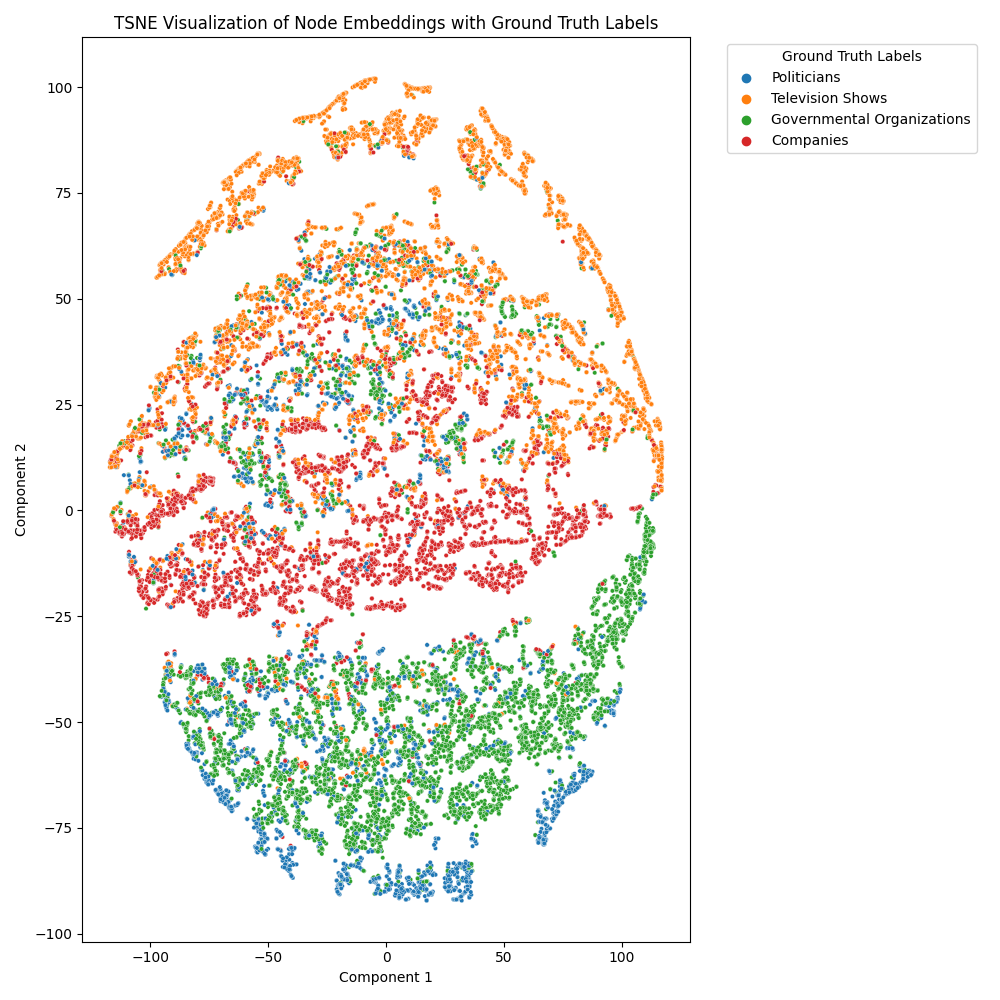 TSNE Visualization of Node Embeddings with Ground Truth Labels
Ground Truth Labels
Politicians
Television Shows
Governmental Organizations
Companies
100
75
50
25
0
−25
−50
−75
−100
Component 2
−100
−50
0
50
100
Component 1